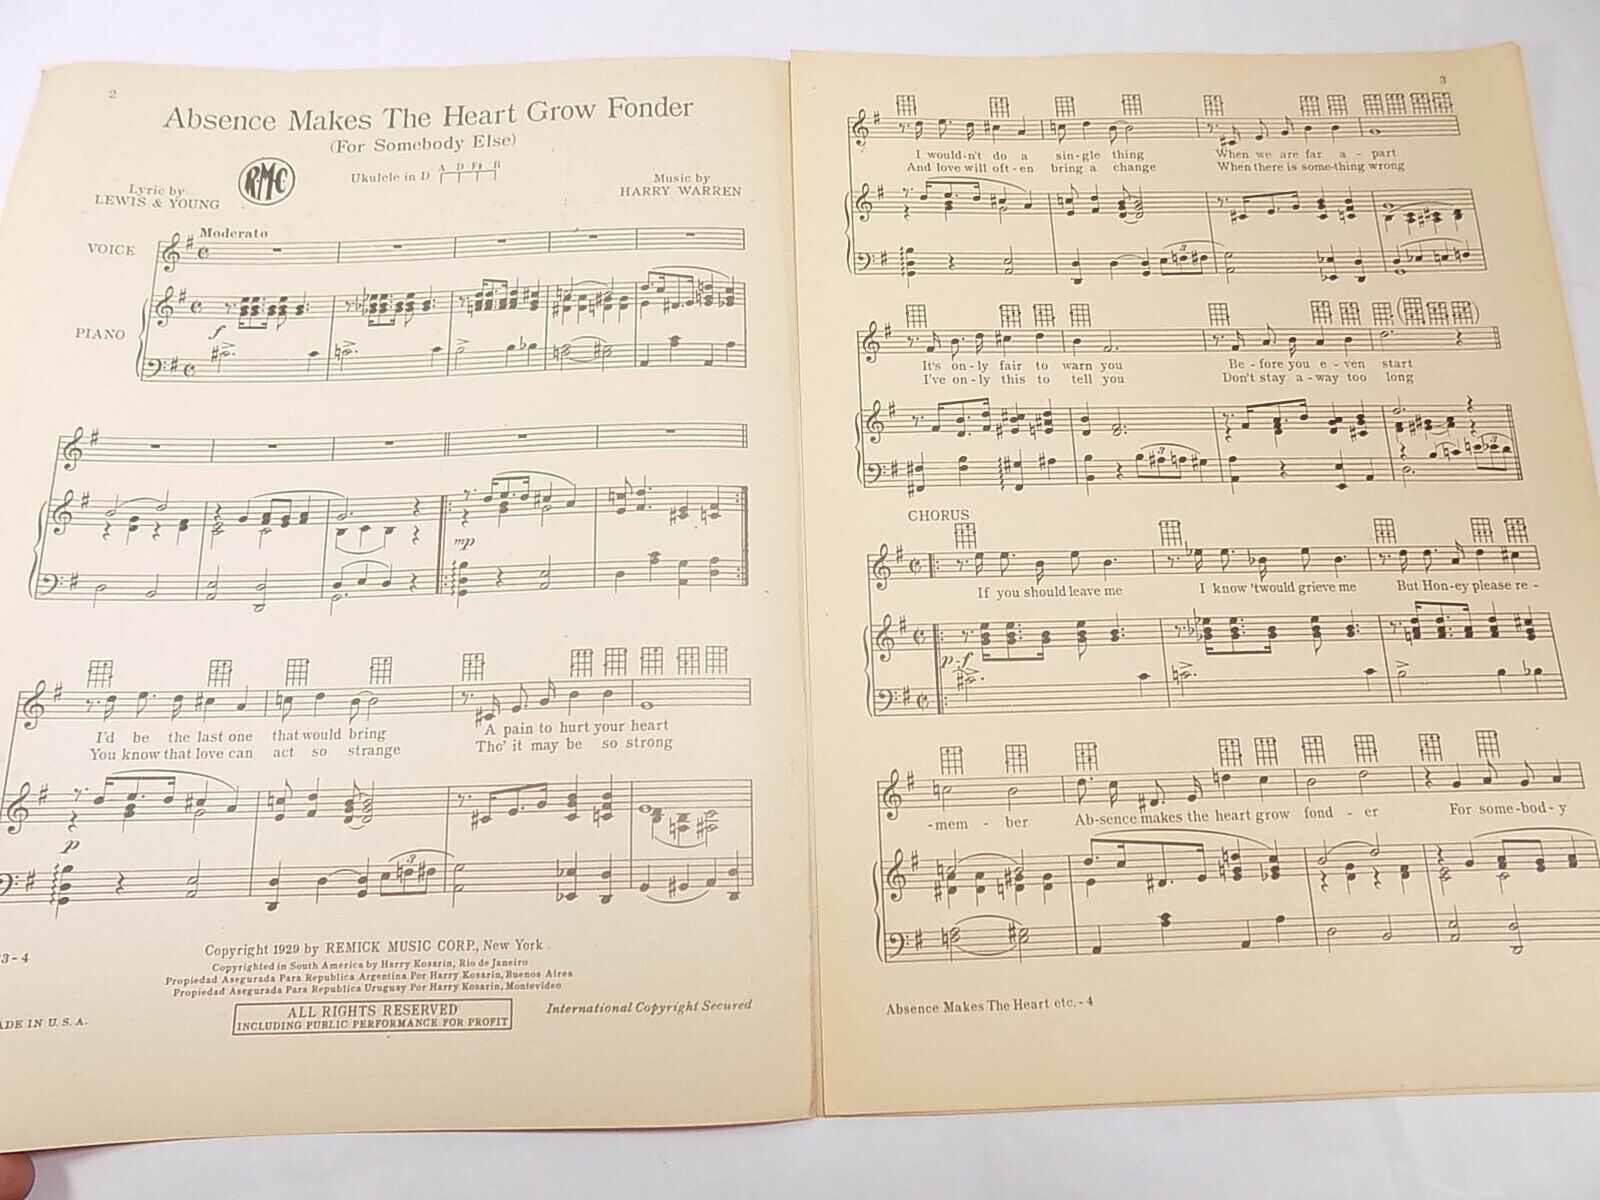 2
Absence Makes The Heart Grow Fonder
(For Somebody Else)
RMC
Ukulele in D
A D F# B
Lyric by
LEWIS & YOUNG
Music by
HARRY WARREN
Moderato
VOICE
PIANO
f
mp
I'd be the last one that would bring A pain to hurt your heart
You know that love can act so strange Tho' it may be so strong
3
p
3-4
Copyright 1929 by REMICK MUSIC CORP., New York.
Copyrighted in South America by Harry Kosarin, Rio de Janeiro
Propiedad Asegurada Para Republica Argentina Por Harry Kosarin, Buenos Aires
Propiedad Asegurada Para Republica Uruguay Por Harry Kosarin, Montevideo
ALL RIGHTS RESERVED
INCLUDING PUBLIC PERFORMANCE FOR PROFIT
International Copyright Secured
ADE IN U. S. A.
3
I would-n't do a sin-gle thing When we are far a-part
And love will oft-en bring a change When there is some-thing wrong
3
It's on-ly fair to warn you Be-fore you e-ven start
I've on-ly this to tell you Don't stay a-way too long
3
3
CHORUS
If you should leave me I know 'twould grieve me But Hon-ey please re-
p-f
-mem-ber Ab-sence makes the heart grow fond-er For some-bod-y
Absence Makes The Heart etc.-4